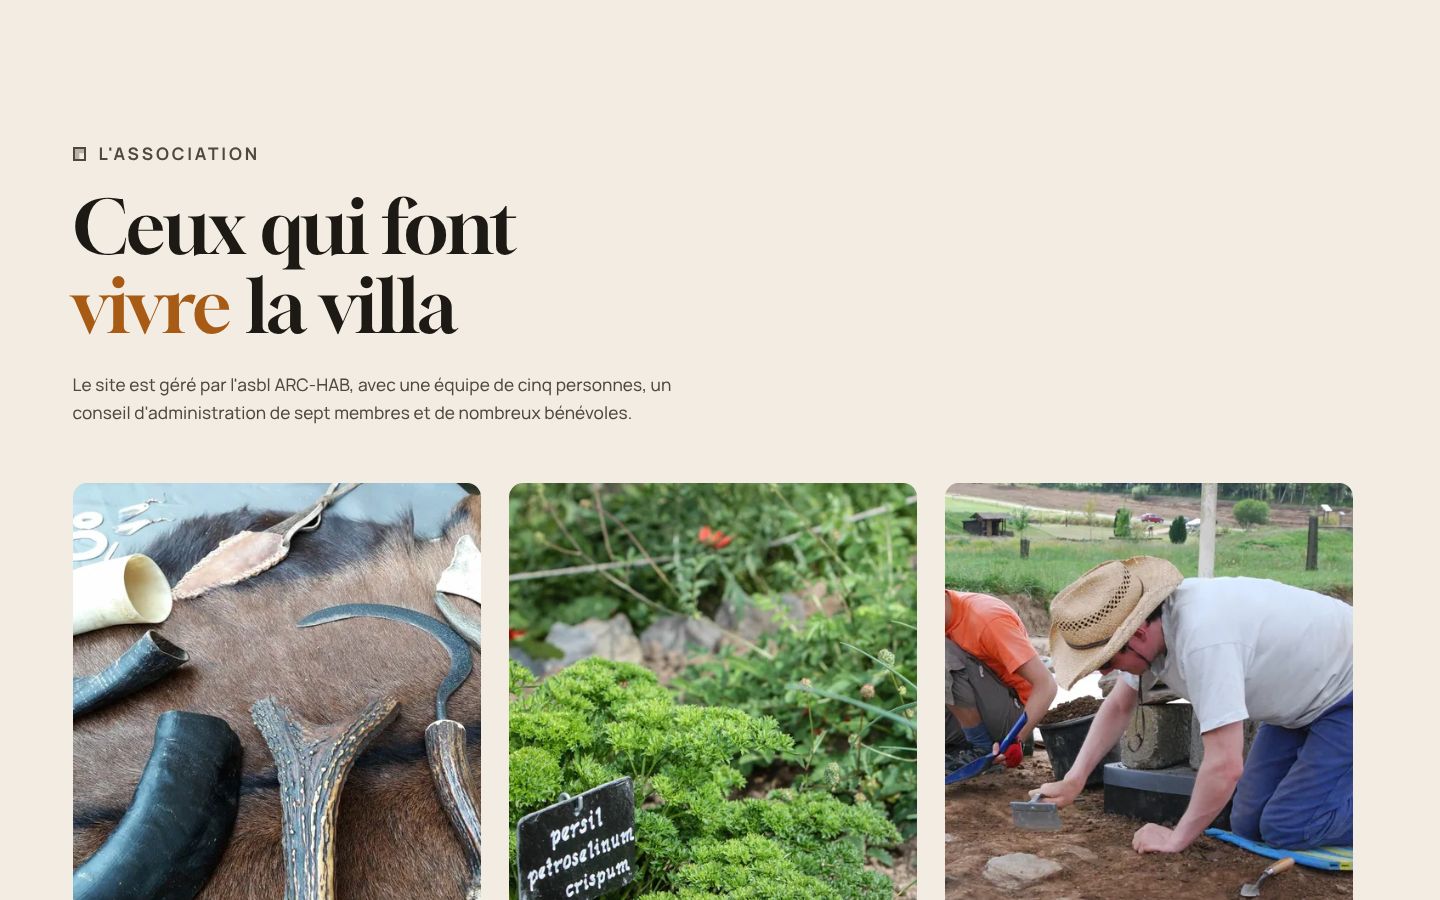 L'ASSOCIATION
Ceux qui font
vivre la villa
Le site est géré par l'asbl ARC-HAB, avec une équipe de cinq personnes, un
conseil d'administration de sept membres et de nombreux bénévoles.
persil
petroselinum
crispum